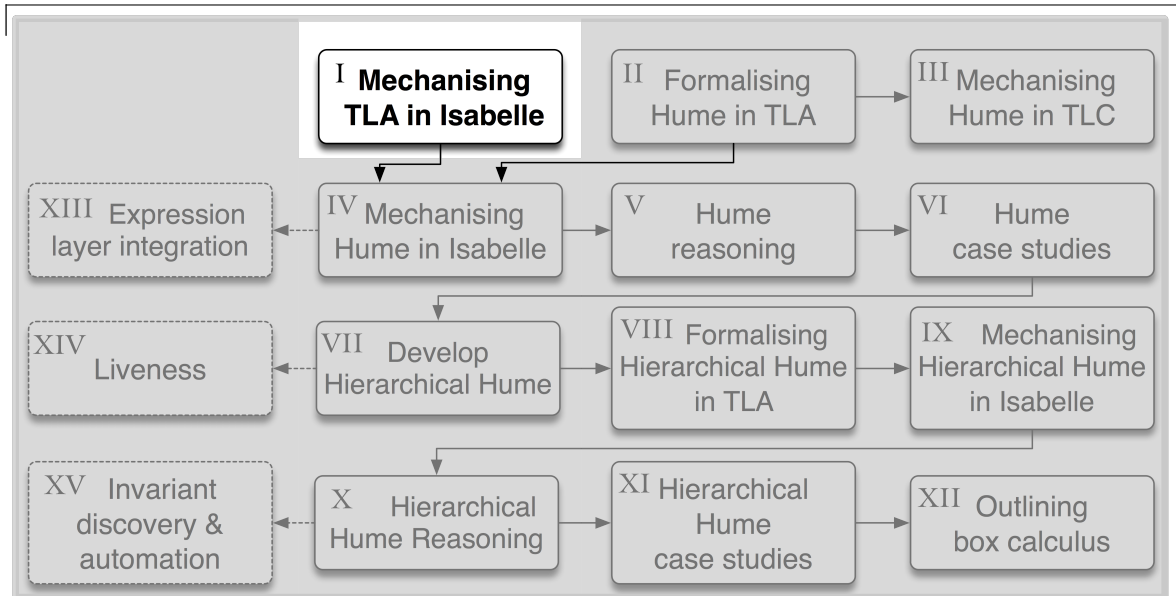 I Mechanising
TLA in Isabelle
II Formalising
Hume in TLA
III Mechanising
Hume in TLC
XIII Expression
layer integration
IV Mechanising
Hume in Isabelle
V Hume
reasoning
VI Hume
case studies
XIV
Liveness
VII Develop
Hierarchical Hume
VIII Formalising
Hierarchical Hume
in TLA
IX Mechanising
Hierarchical Hume
in Isabelle
XV Invariant
discovery &
automation
X Hierarchical
Hume Reasoning
XI Hierarchical
Hume
case studies
XII Outlining
box calculus